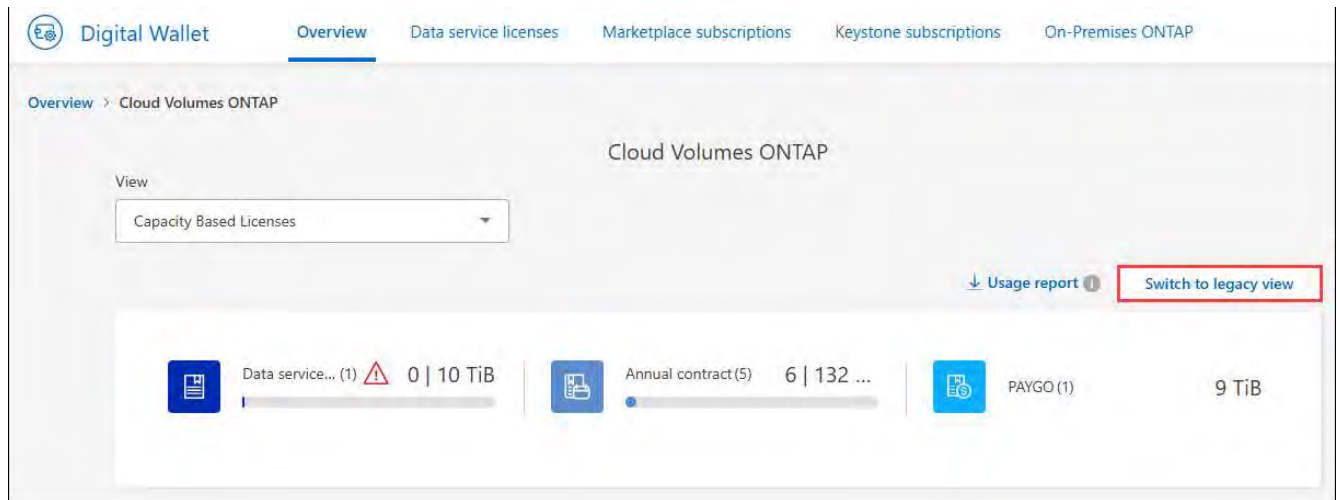 Digital Wallet Overview Data service licenses Marketplace subscriptions Keystone subscriptions On-Premises ONTAP
Overview > Cloud Volumes ONTAP
Cloud Volumes ONTAP
View
Capacity Based Licenses
Usage report Switch to legacy view
Data service... (1) 0 | 10 TiB Annual contract (5) 6 | 132 ... PAYGO (1) 9 TiB